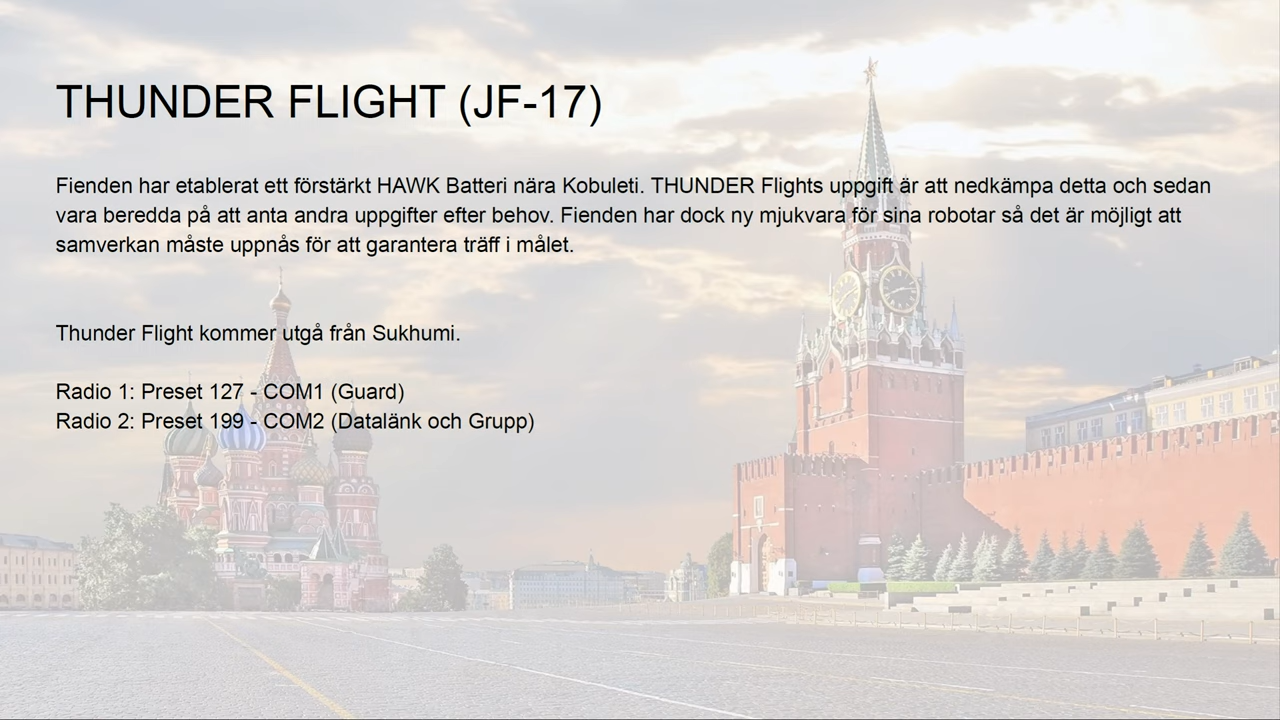 THUNDER FLIGHT (JF-17)
Fienden har etablerat ett förstärkt HAWK Batteri nära Kobuleti. THUNDER Flights uppgift är att nedkämpa detta och sedan
vara beredda på att anta andra uppgifter efter behov. Fienden har dock ny mjukvara för sina robotar så det är möjligt att
samverkan måste uppnås för att garantera träff i målet.
Thunder Flight kommer utgå från Sukhumi.
Radio 1: Preset 127 - COM1 (Guard)
Radio 2: Preset 199 - COM2 (Datalänk och Grupp)